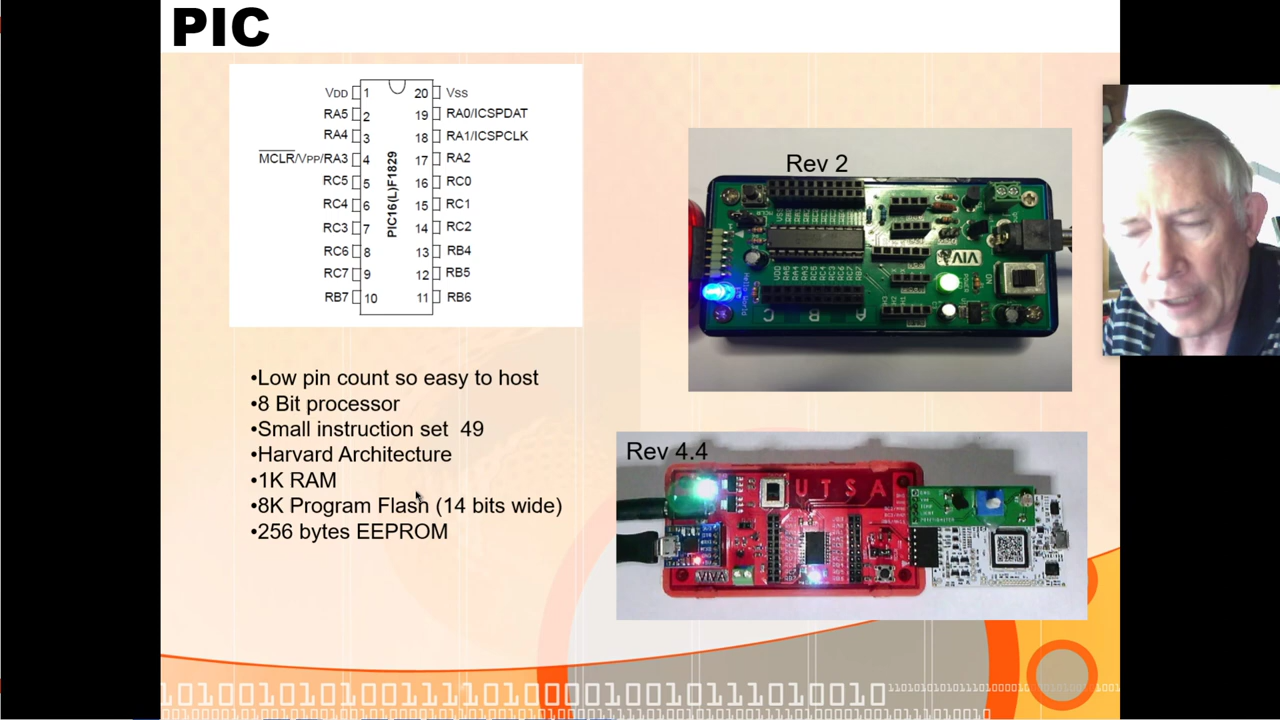 PIC
VDD 1 20 VSS
RA5 2 19 RA0/ICSPDAT
RA4 3 18 RA1/ICSPCLK
MCLR/VPP/RA3 4 17 RA2
RC5 5 16 RC0
RC4 6 15 RC1
RC3 7 14 RC2
RC6 8 13 RB4
RC7 9 12 RB5
RB7 10 11 RB6
PIC16(L)F1829
•Low pin count so easy to host
•8 Bit processor
•Small instruction set 49
•Harvard Architecture
•1K RAM
•8K Program Flash (14 bits wide)
•256 bytes EEPROM
Rev 2
VIVA
ON
Rev 4.4
UTSA
VIVA